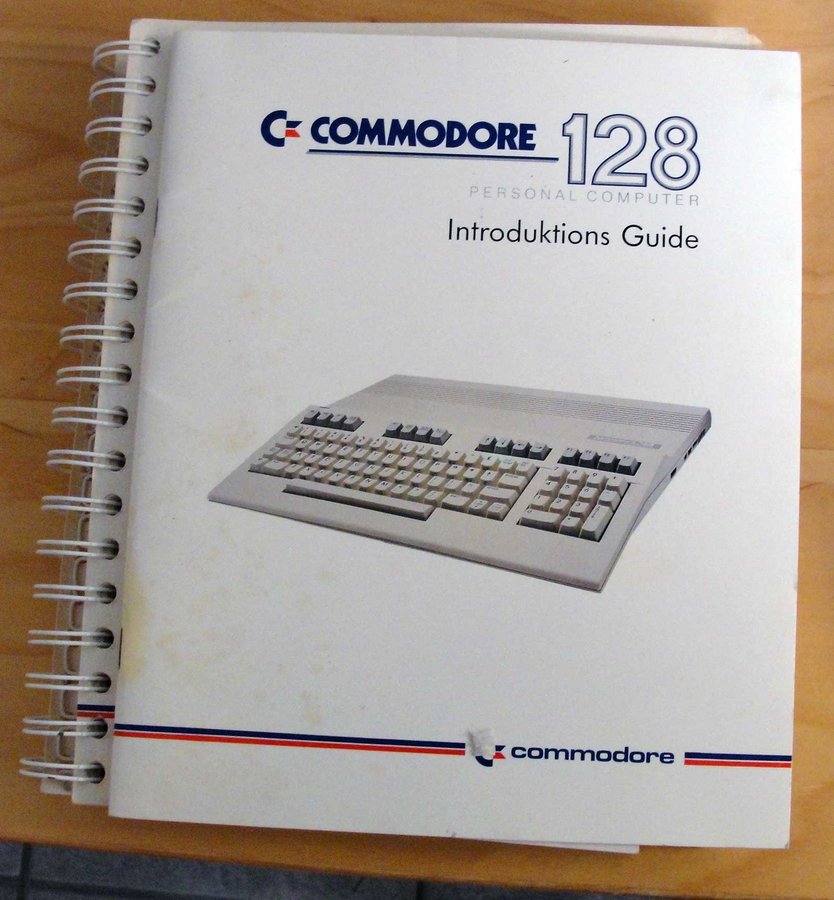 COMMODORE 128
PERSONAL COMPUTER
Introduktions Guide
commodore